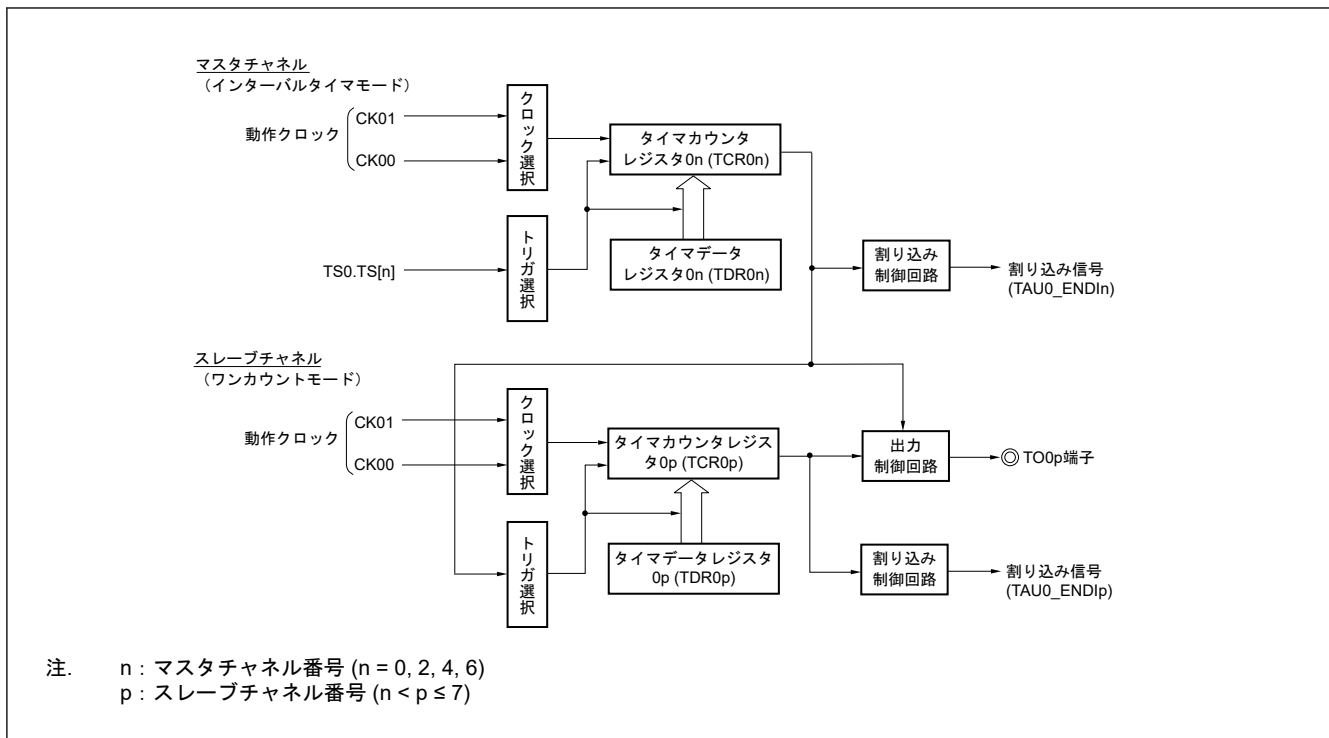 マスタチャネル
（インターバルタイマモード）
動作クロック
CK01
CK00
クロック選択
タイマカウンタ
レジスタ0n (TCR0n)
TS0.TS[n]
トリガ選択
タイマデータ
レジスタ0n (TDR0n)
割り込み
制御回路
割り込み信号
(TAU0_ENDIn)
スレーブチャネル
（ワンカウントモード）
動作クロック
CK01
CK00
クロック選択
タイマカウンタレジス
タ0p (TCR0p)
出力
制御回路
TO0p端子
トリガ選択
タイマデータレジスタ
0p (TDR0p)
割り込み
制御回路
割り込み信号
(TAU0_ENDIp)
注. n：マスタチャネル番号 (n = 0, 2, 4, 6)
p：スレーブチャネル番号 (n < p ≤ 7)